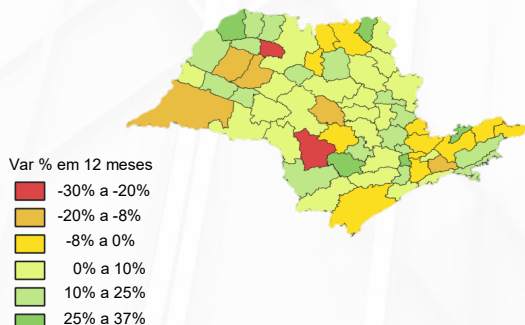 Var % em 12 meses
-30% a -20%
-20% a -8%
-8% a 0%
0% a 10%
10% a 25%
25% a 37%